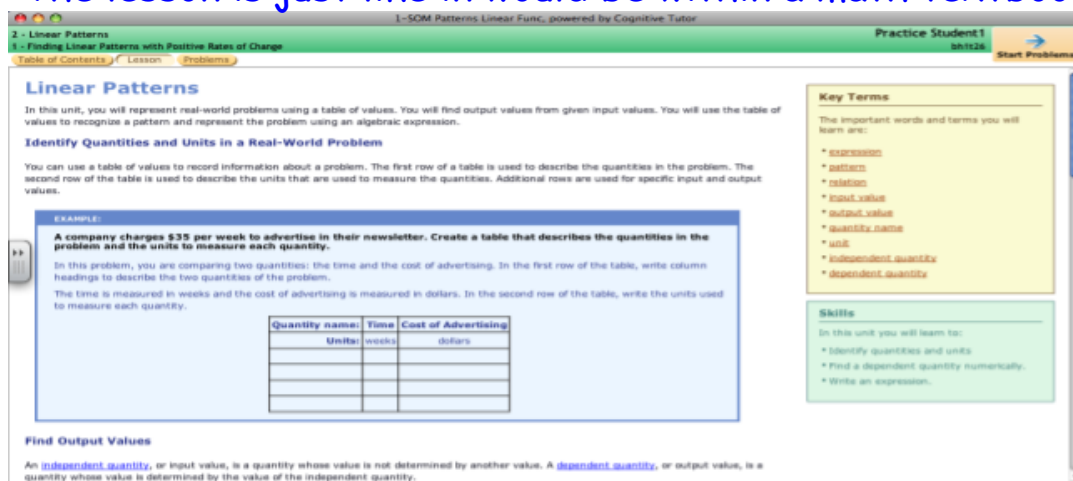 The lesson is just like it would be within a math textboo
1-SOM Patterns Linear Func, powered by Cognitive Tutor
2 - Linear Patterns
Practice Student1
1 - Finding Linear Patterns with Positive Rates of Change
bh1t26
Start Problems
Table of Contents Lesson Problems
Linear Patterns
In this unit, you will represent real-world problems using a table of values. You will find output values from given input values. You will use the table of
values to recognize a pattern and represent the problem using an algebraic expression.
Identify Quantities and Units in a Real-World Problem
You can use a table of values to record information about a problem. The first row of a table is used to describe the quantities in the problem. The
second row of the table is used to describe the units that are used to measure the quantities. Additional rows are used for specific input and output
values.
EXAMPLE:
A company charges $35 per week to advertise in their newsletter. Create a table that describes the quantities in the
problem and the units to measure each quantity.
In this problem, you are comparing two quantities: the time and the cost of advertising. In the first row of the table, write column
headings to describe the two quantities of the problem.
The time is measured in weeks and the cost of advertising is measured in dollars. In the second row of the table, write the units used
to measure each quantity.
Quantity name: Time Cost of Advertising
Units: weeks dollars
Find Output Values
An independent quantity, or input value, is a quantity whose value is not determined by another value. A dependent quantity, or output value, is a
quantity whose value is determined by the value of the independent quantity.
Key Terms
The important words and terms you will
learn are:
* expression
* pattern
* relation
* input value
* output value
* quantity name
* unit
* independent quantity
* dependent quantity
Skills
In this unit you will learn to:
* Identify quantities and units
* Find a dependent quantity numerically.
* Write an expression.